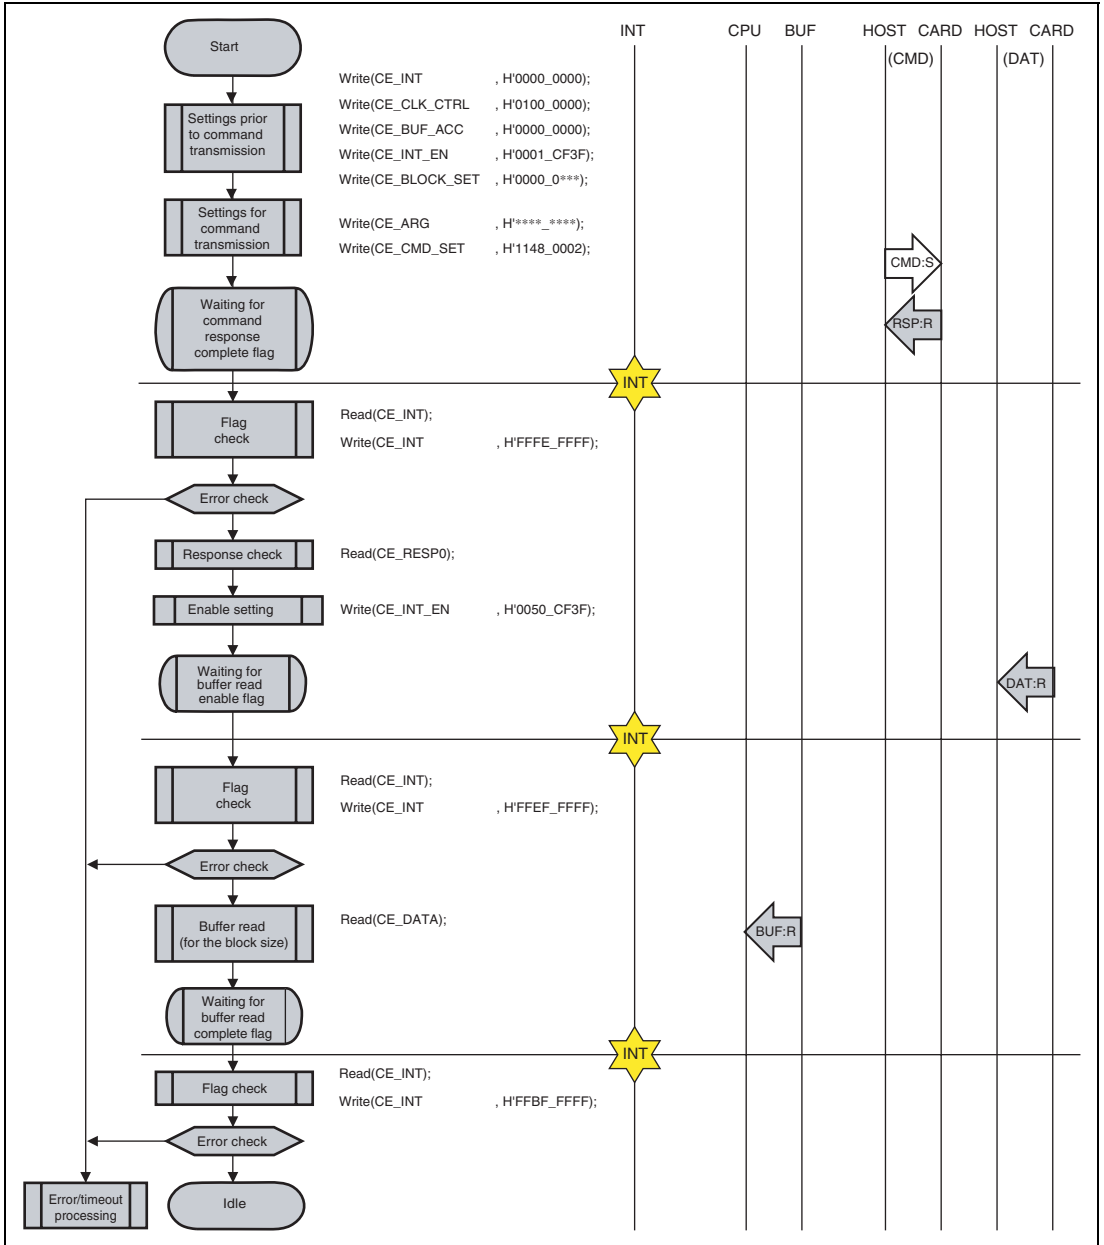 INT CPU BUF HOST CARD HOST CARD
(CMD) (DAT)
Start
Write(CE_INT , H'0000_0000);
Write(CE_CLK_CTRL , H'0100_0000);
Write(CE_BUF_ACC , H'0000_0000);
Write(CE_INT_EN , H'0001_CF3F);
Write(CE_BLOCK_SET , H'0000_0***);
Settings prior
to command
transmission
Settings for
command
transmission
Write(CE_ARG , H'****_****);
Write(CE_CMD_SET , H'1148_0002);
CMD:S
Waiting for
command
response
complete flag
RSP:R
INT
Flag
check
Read(CE_INT);
Write(CE_INT , H'FFFE_FFFF);
Error check
Response check
Read(CE_RESP0);
Enable setting
Write(CE_INT_EN , H'0050_CF3F);
Waiting for
buffer read
enable flag
DAT:R
INT
Flag
check
Read(CE_INT);
Write(CE_INT , H'FFEF_FFFF);
Error check
Buffer read
(for the block size)
Read(CE_DATA);
BUF:R
Waiting for
buffer read
complete flag
INT
Flag check
Read(CE_INT);
Write(CE_INT , H'FFBF_FFFF);
Error check
Error/timeout
processing
Idle